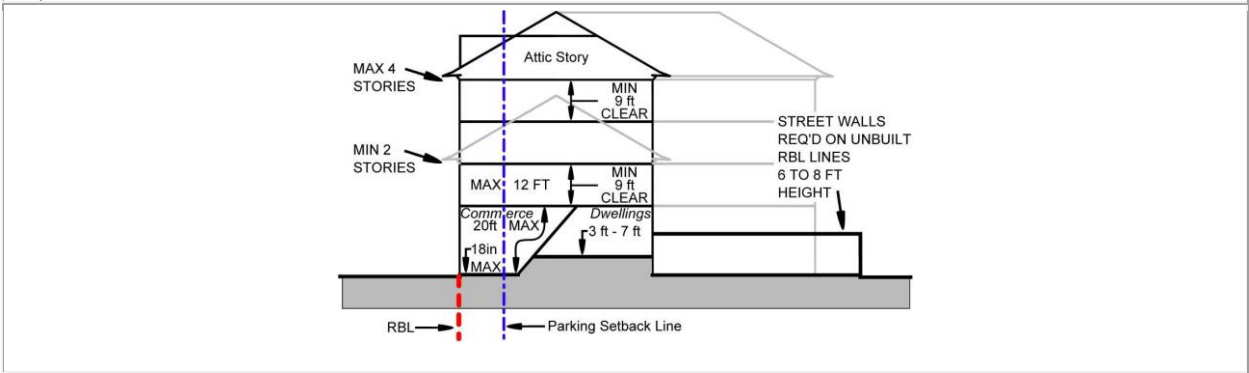 Attic Story
MAX 4
STORIES
MIN
9 ft
CLEAR
STREET WALLS
REQ'D ON UNBUILT
RBL LINES
6 TO 8 FT
HEIGHT
MIN 2
STORIES
MAX 12 FT
MIN
9 ft
CLEAR
Commerce
20ft MAX
Dwellings
3 ft - 7 ft
18in
MAX
RBL
Parking Setback Line